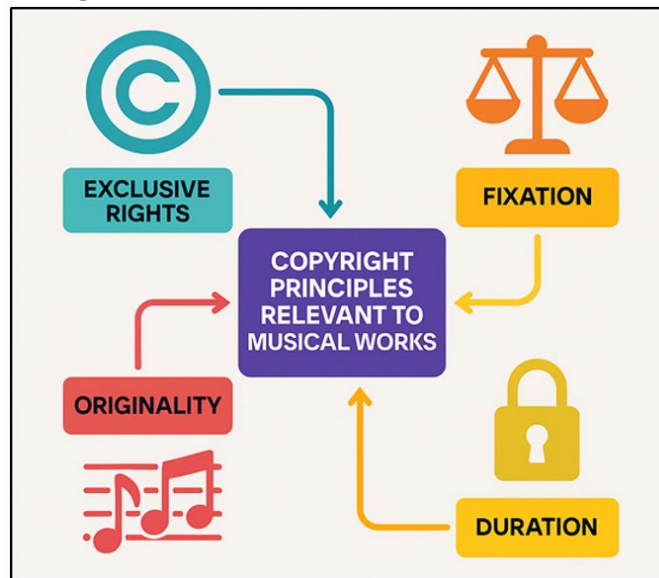 EXCLUSIVE
RIGHTS
FIXATION
COPYRIGHT
PRINCIPLES
RELEVANT TO
MUSICAL WORKS
ORIGINALITY
DURATION